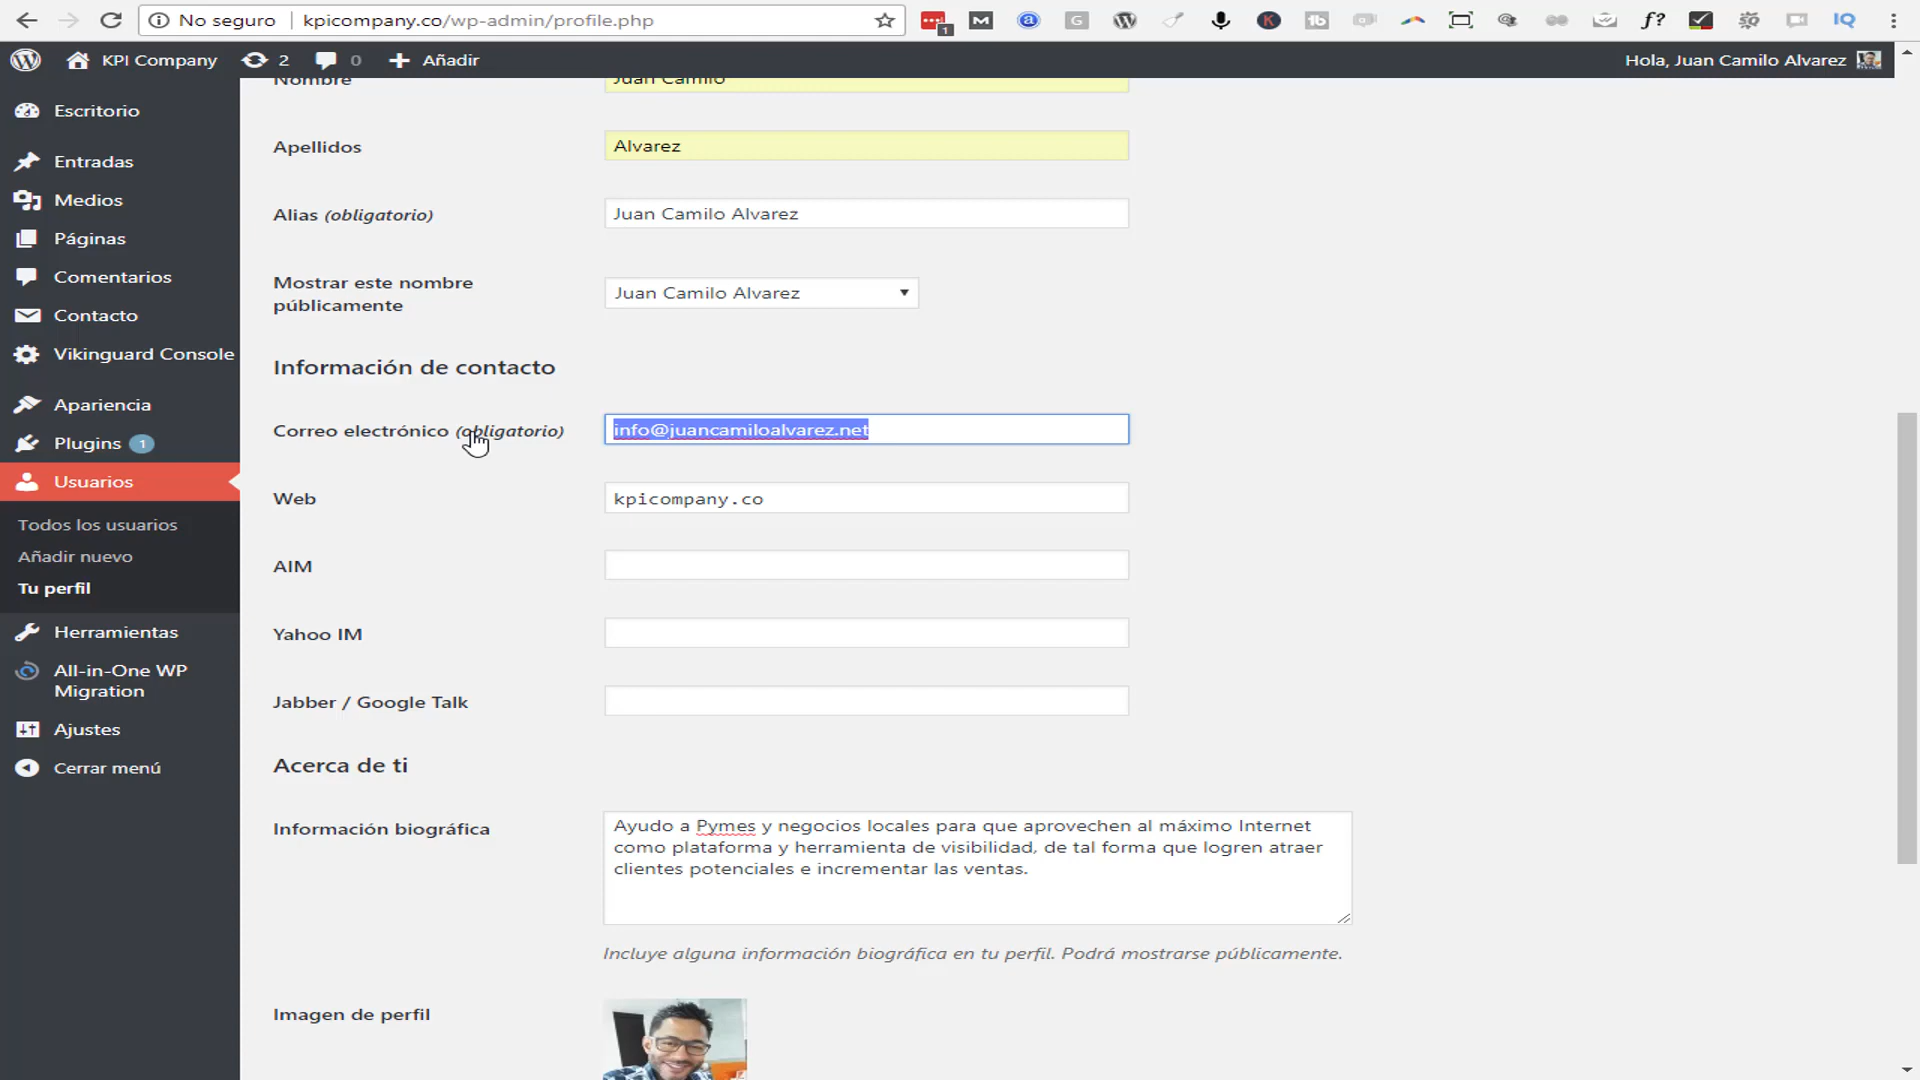 No seguro
kpicompany.co/wp-admin/profile.php
1
KPI Company
2
0
Añadir
Hola, Juan Camilo Alvarez
Escritorio
Entradas
Medios
Páginas
Comentarios
Contacto
Vikinguard Console
Apariencia
Plugins 1
Usuarios
Todos los usuarios
Añadir nuevo
Tu perfil
Herramientas
All-in-One WP
Migration
Ajustes
Cerrar menú
Nombre
Juan Camilo
Apellidos
Alvarez
Alias (obligatorio)
Juan Camilo Alvarez
Mostrar este nombre
públicamente
Juan Camilo Alvarez
Información de contacto
Correo electrónico (obligatorio)
info@juancamiloalvarez.net
Web
kpicompany.co
AIM
Yahoo IM
Jabber / Google Talk
Acerca de ti
Información biográfica
Ayudo a Pymes y negocios locales para que aprovechen al máximo Internet
como plataforma y herramienta de visibilidad, de tal forma que logren atraer
clientes potenciales e incrementar las ventas.
Incluye alguna información biográfica en tu perfil. Podrá mostrarse públicamente.
Imagen de perfil